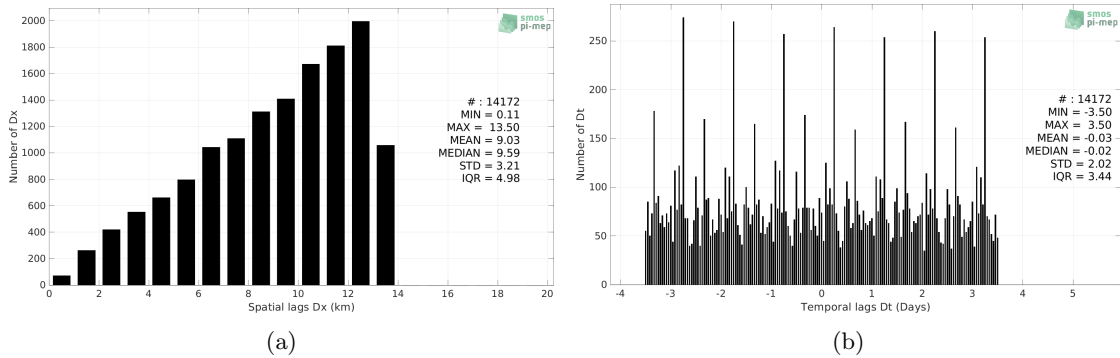 smos
pi-mep
2000
1800
1600
1400
1200
1000
800
600
400
200
0
Number of Dx
# : 14172
MIN = 0.11
MAX = 13.50
MEAN = 9.03
MEDIAN = 9.59
STD = 3.21
IQR = 4.98
0 2 4 6 8 10 12 14 16 18 20
Spatial lags Dx (km)
(a)
smos
pi-mep
250
200
150
100
50
0
Number of Dt
# : 14172
MIN = -3.50
MAX = 3.50
MEAN = -0.03
MEDIAN = -0.02
STD = 2.02
IQR = 3.44
-4 -3 -2 -1 0 1 2 3 4 5
Temporal lags Dt (Days)
(b)